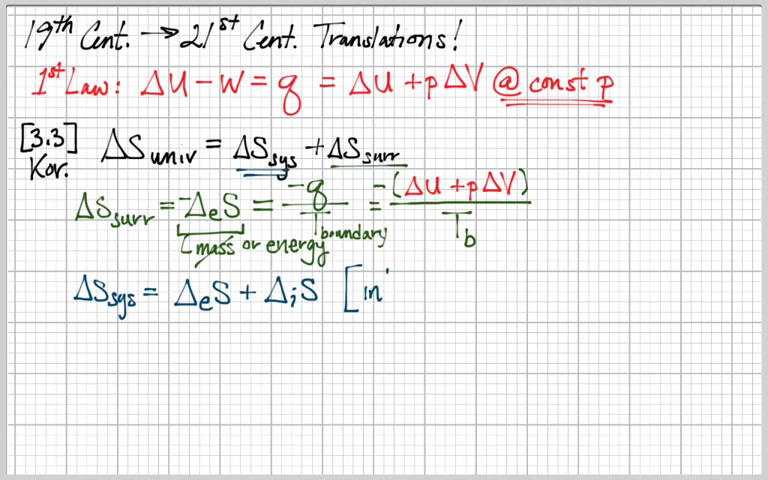 19th Cent. → 21st Cent. Translations!
1st Law: ΔU - w = q = ΔU + pΔV @ const p
[3.3] ΔS univ = ΔS sys + ΔS surr
Kor.
ΔS surr = -ΔeS = -q / T boundary = -(ΔU + pΔV) / Tb
[mass or energy
ΔS sys = ΔeS + ΔiS [in'